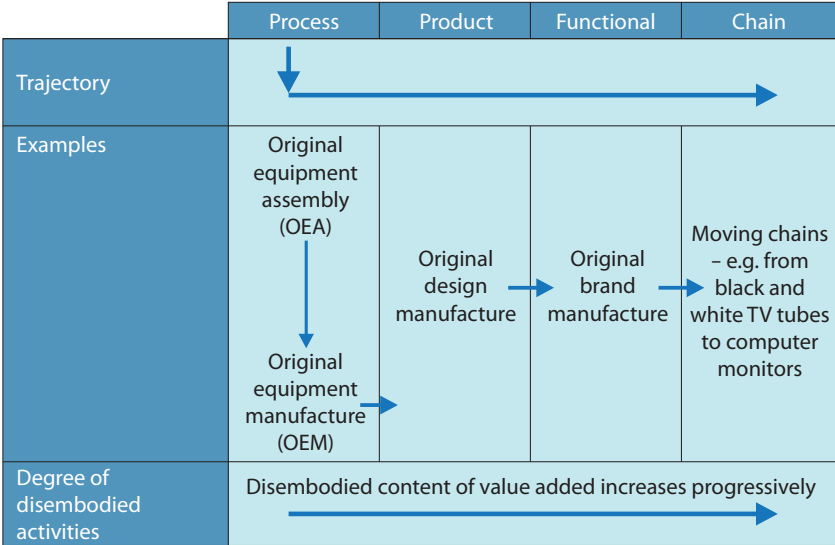 Process
Product
Functional
Chain
Trajectory
Examples
Original
equipment
assembly
(OEA)
Original
equipment
manufacture
(OEM)
Original
design
manufacture
Original
brand
manufacture
Moving chains
– e.g. from
black and
white TV tubes
to computer
monitors
Degree of
disembodied
activities
Disembodied content of value added increases progressively